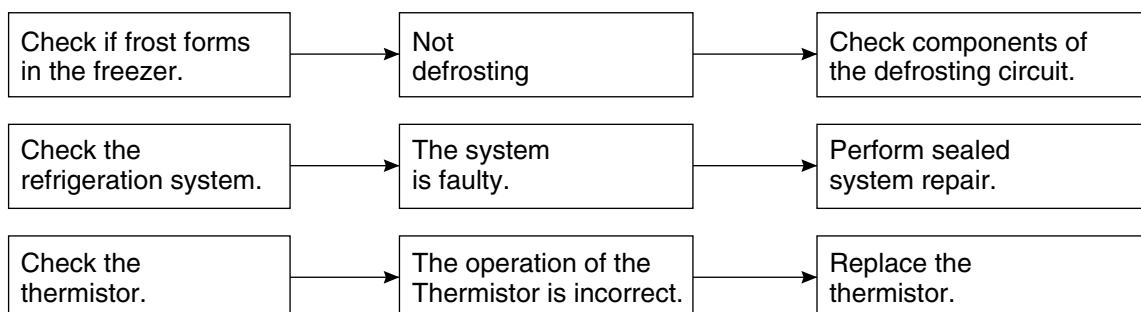 Check if frost forms
in the freezer.
Not
defrosting
Check components of
the defrosting circuit.
Check the
refrigeration system.
The system
is faulty.
Perform sealed
system repair.
Check the
thermistor.
The operation of the
Thermistor is incorrect.
Replace the
thermistor.